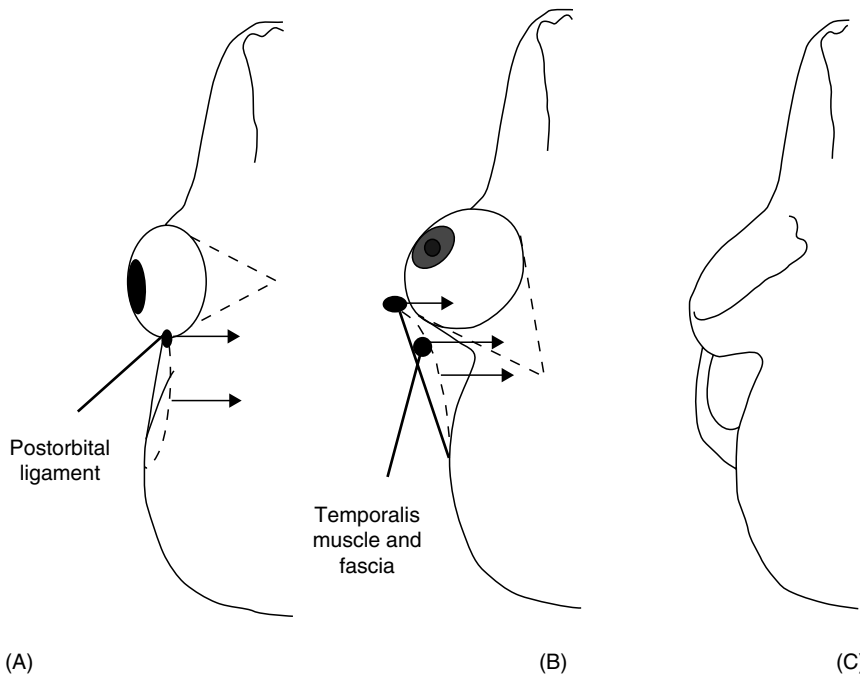 Postorbital
ligament
Temporalis
muscle and
fascia
(A)
(B)
(C